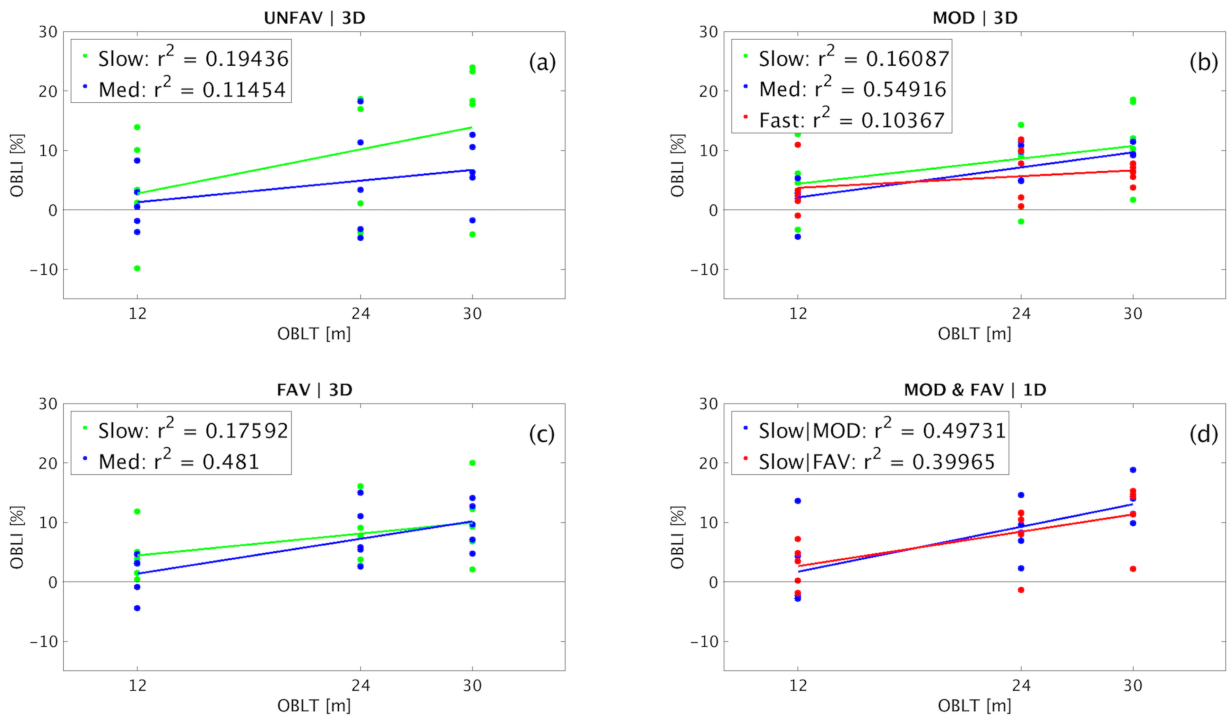 UNFAV | 3D
(a)
Slow: r² = 0.19436
Med: r² = 0.11454
30
20
10
0
−10
OBLI [%]
12
24
30
OBLT [m]
MOD | 3D
(b)
Slow: r² = 0.16087
Med: r² = 0.54916
Fast: r² = 0.10367
30
20
10
0
−10
OBLI [%]
12
24
30
OBLT [m]
FAV | 3D
(c)
Slow: r² = 0.17592
Med: r² = 0.481
30
20
10
0
−10
OBLI [%]
12
24
30
OBLT [m]
MOD & FAV | 1D
(d)
Slow|MOD: r² = 0.49731
Slow|FAV: r² = 0.39965
30
20
10
0
−10
OBLI [%]
12
24
30
OBLT [m]